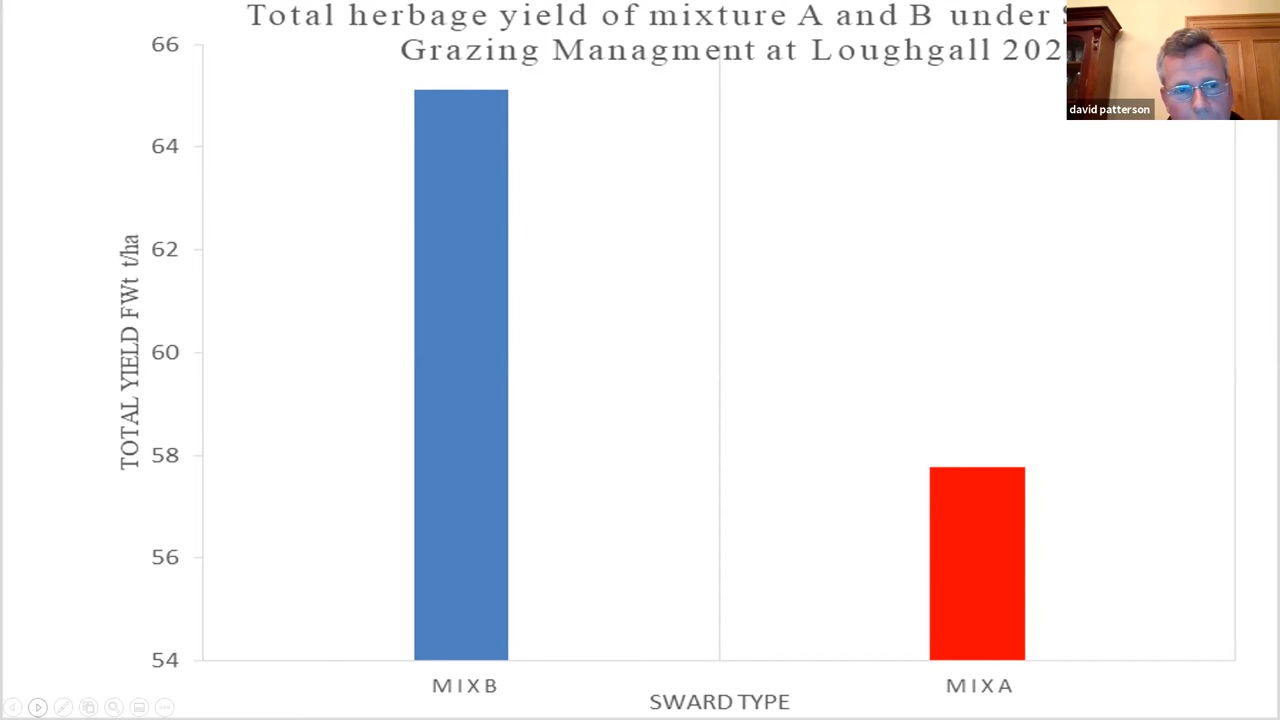 Total herbage yield of mixture A and B under
Grazing Managment at Loughgall
david patterson
66
64
62
60
58
56
54
TOTAL YIELD FWt t/ha
MIX B
MIX A
SWARD TYPE